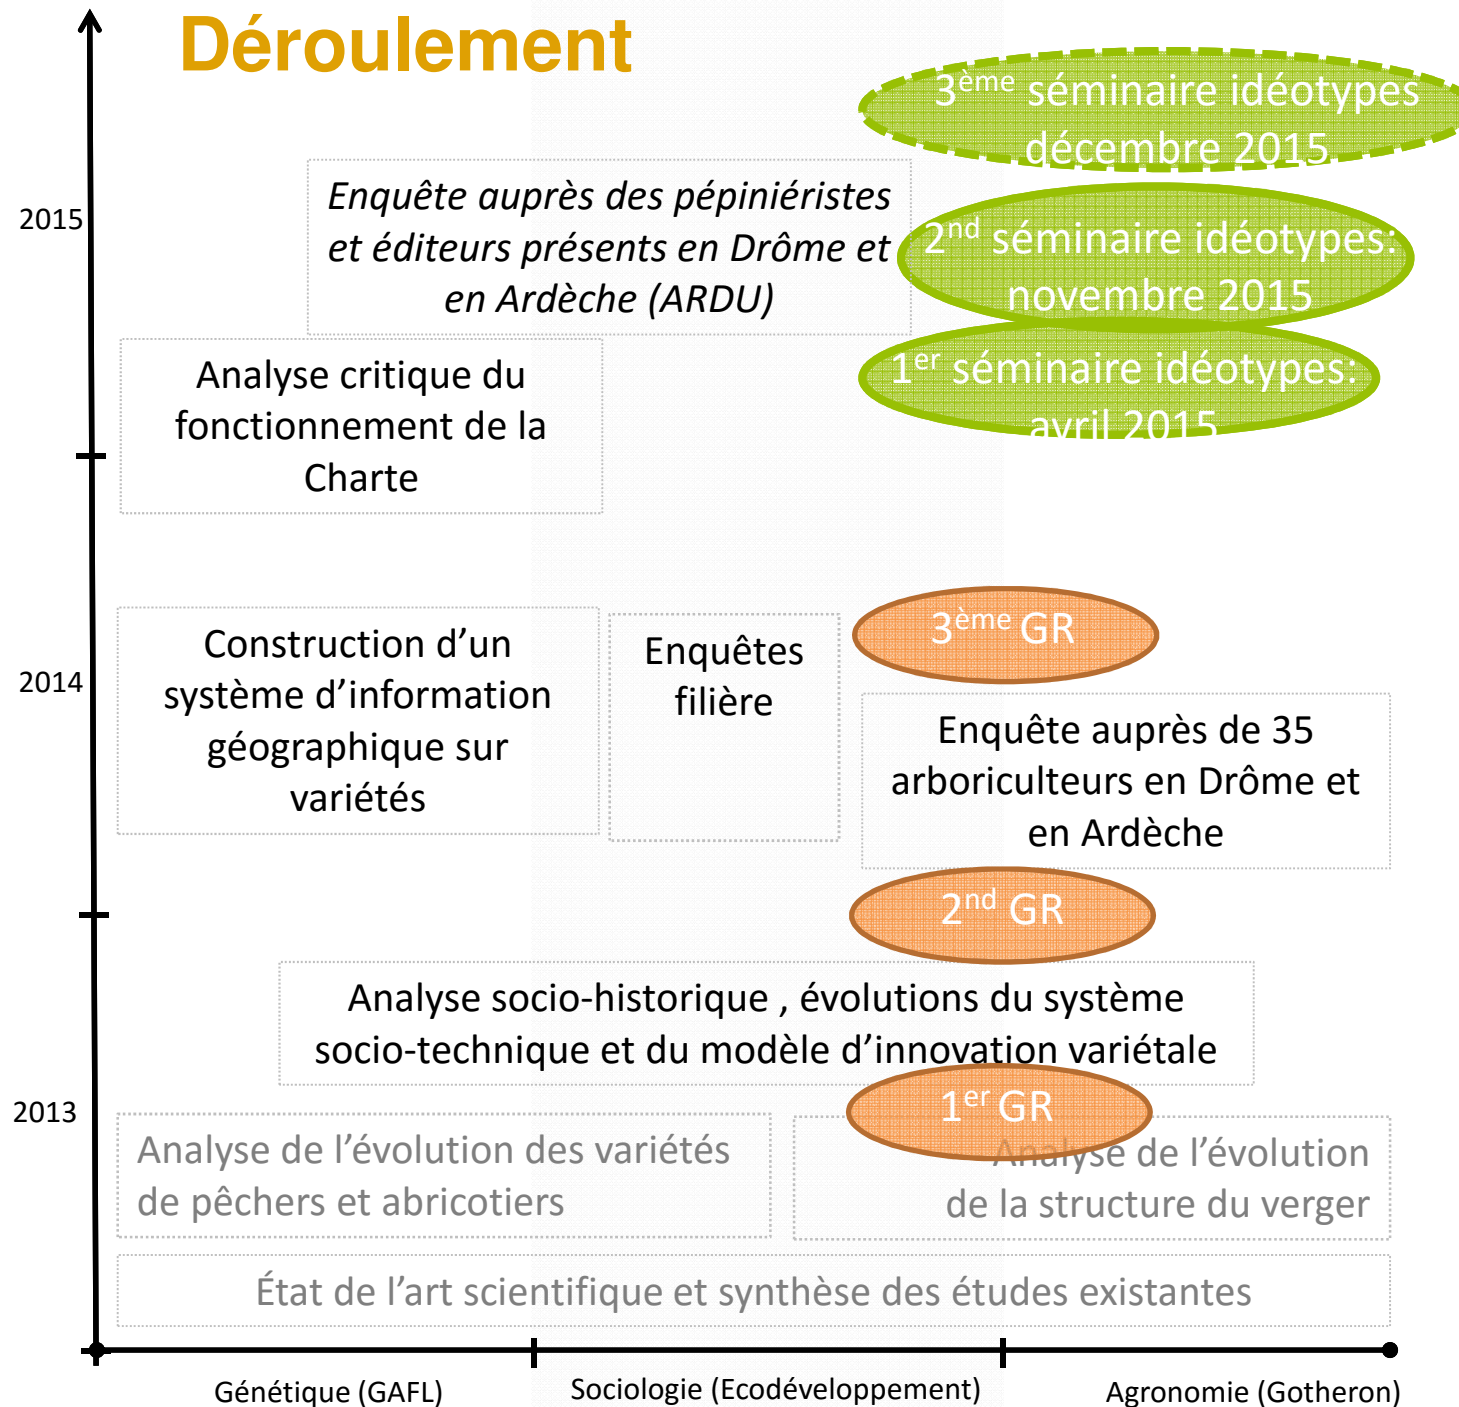 Déroulement
3ème séminaire idéotypes
décembre 2015
Enquête auprès des pépiniéristes
et éditeurs présents en Drôme et
en Ardèche (ARDU)
2015
2nd séminaire idéotypes:
novembre 2015
1er séminaire idéotypes:
avril 2015
Analyse critique du
fonctionnement de la
Charte
3ème GR
Construction d’un
système d’information
géographique sur
variétés
Enquêtes
filière
2014
Enquête auprès de 35
arboriculteurs en Drôme et
en Ardèche
2nd GR
Analyse socio-historique , évolutions du système
socio-technique et du modèle d’innovation variétale
2013
1er GR
Analyse de l’évolution des variétés
de pêchers et abricotiers
Analyse de l’évolution
de la structure du verger
État de l’art scientifique et synthèse des études existantes
Génétique (GAFL)
Sociologie (Ecodéveloppement)
Agronomie (Gotheron)